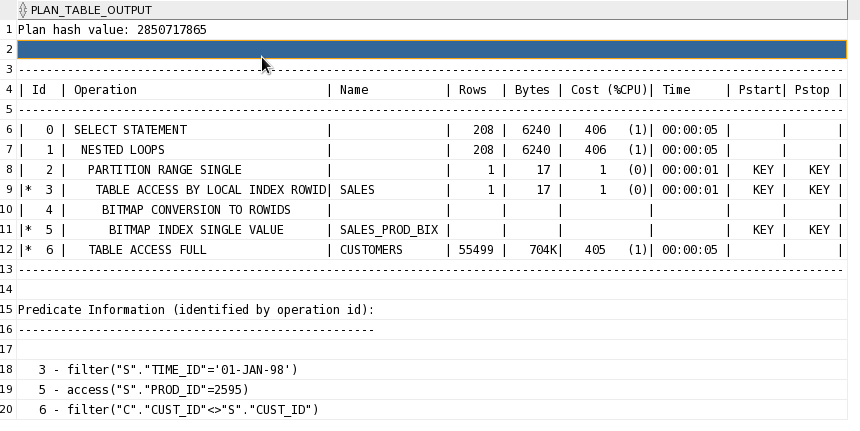 PLAN_TABLE_OUTPUT
1 Plan hash value: 2850717865
2
3 ----------------------------------------------------------------------------------------------------------------------
4 | Id  | Operation                          | Name           | Rows  | Bytes | Cost (%CPU)| Time     | Pstart| Pstop |
5 ----------------------------------------------------------------------------------------------------------------------
6 |   0 | SELECT STATEMENT                   |                |   208 |  6240 |   406   (1)| 00:00:05 |       |       |
7 |   1 |  NESTED LOOPS                      |                |   208 |  6240 |   406   (1)| 00:00:05 |       |       |
8 |   2 |   PARTITION RANGE SINGLE           |                |     1 |    17 |     1   (0)| 00:00:01 |   KEY |   KEY |
9 |*  3 |    TABLE ACCESS BY LOCAL INDEX ROWID| SALES          |     1 |    17 |     1   (0)| 00:00:01 |   KEY |   KEY |
10 |   4 |     BITMAP CONVERSION TO ROWIDS    |                |       |       |            |          |       |       |
11 |*  5 |      BITMAP INDEX SINGLE VALUE     | SALES_PROD_BIX |       |       |            |          |   KEY |   KEY |
12 |*  6 |   TABLE ACCESS FULL                | CUSTOMERS      | 55499 |   704K|   405   (1)| 00:00:05 |       |       |
13 ----------------------------------------------------------------------------------------------------------------------
14
15 Predicate Information (identified by operation id):
16 ---------------------------------------------------
17
18    3 - filter("S"."TIME_ID"='01-JAN-98')
19    5 - access("S"."PROD_ID"=2595)
20    6 - filter("C"."CUST_ID"<>"S"."CUST_ID")